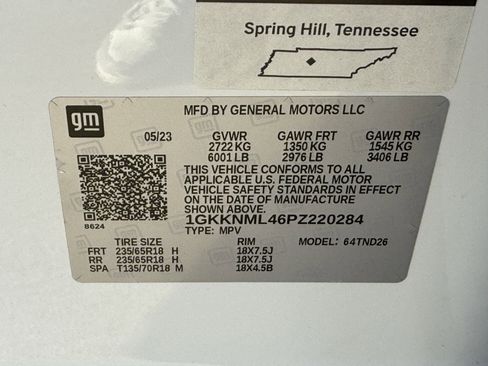 Spring Hill, Tennessee
gm
MFD BY GENERAL MOTORS LLC
05/23 GVWR GAWR FRT GAWR RR
2722 KG 1350 KG 1545 KG
6001 LB 2976 LB 3406 LB
THIS VEHICLE CONFORMS TO ALL
APPLICABLE U.S. FEDERAL MOTOR
VEHICLE SAFETY STANDARDS IN EFFECT
ON THE DATE OF MANUFACTURE
1GKKNML46PZ220284
8624
TYPE: MPV
TIRE SIZE RIM MODEL: 64TND26
FRT 235/65R18 H 18X7.5J
RR 235/65R18 H 18X7.5J
SPA T135/70R18 M 18X4.5B